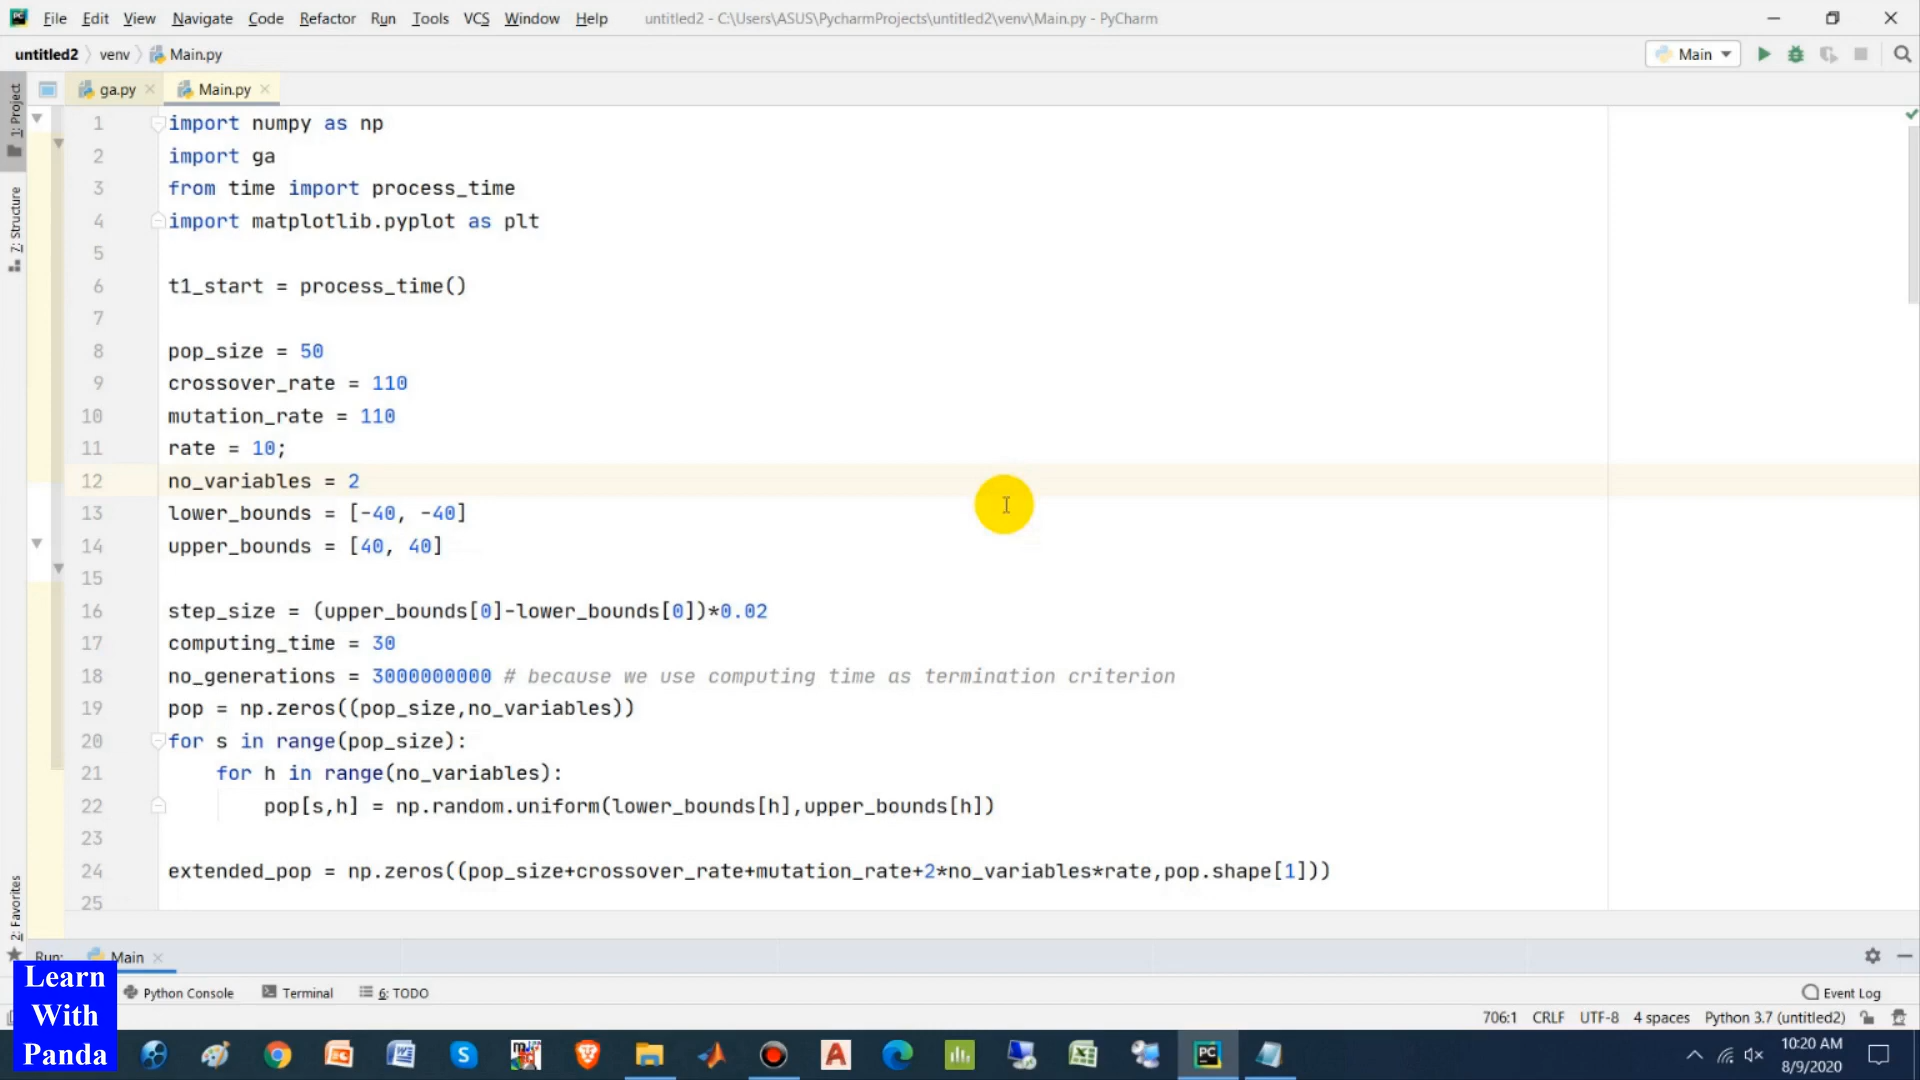 File Edit View Navigate Code Refactor Run Tools VCS Window Help untitled2 - C:\Users\ASUS\PycharmProjects\untitled2\venv\Main.py - PyCharm
untitled2 venv Main.py Main
1: Project
ga.py Main.py
7: Structure
2: Favorites
1 import numpy as np
2 import ga
3 from time import process_time
4 import matplotlib.pyplot as plt
5
6 t1_start = process_time()
7
8 pop_size = 50
9 crossover_rate = 110
10 mutation_rate = 110
11 rate = 10;
12 no_variables = 2
13 lower_bounds = [-40, -40]
14 upper_bounds = [40, 40]
15
16 step_size = (upper_bounds[0]-lower_bounds[0])*0.02
17 computing_time = 30
18 no_generations = 3000000000 # because we use computing time as termination criterion
19 pop = np.zeros((pop_size,no_variables))
20 for s in range(pop_size):
21 for h in range(no_variables):
22 pop[s,h] = np.random.uniform(lower_bounds[h],upper_bounds[h])
23
24 extended_pop = np.zeros((pop_size+crossover_rate+mutation_rate+2*no_variables*rate,pop.shape[1]))
25
Run: Main
Python Console Terminal 6: TODO Event Log
706:1 CRLF UTF-8 4 spaces Python 3.7 (untitled2)
Learn
With
Panda
10:20 AM
8/9/2020